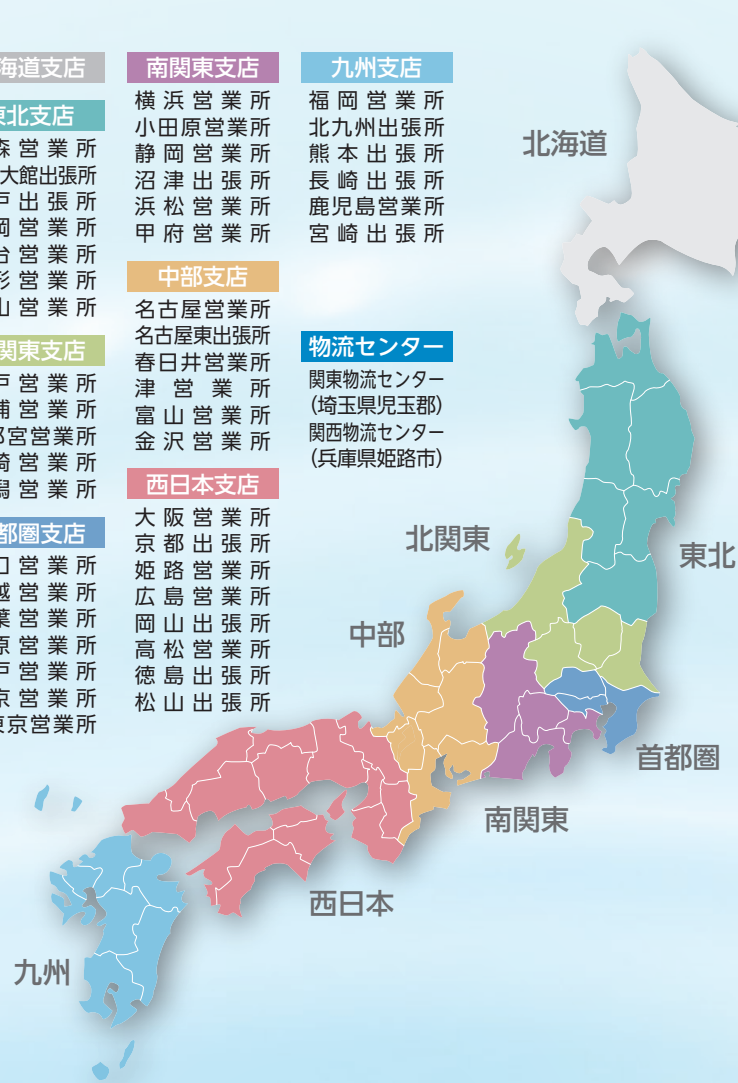 海道支店
東北支店
森営業所
大館出張所
戸出張所
岡営業所
台営業所
形営業所
山営業所
関東支店
戸営業所
浦営業所
都宮営業所
崎営業所
潟営業所
都圏支店
口営業所
越営業所
葉営業所
原営業所
戸営業所
京営業所
東京営業所
南関東支店
横浜営業所
小田原営業所
静岡営業所
沼津出張所
浜松営業所
甲府営業所
中部支店
名古屋営業所
名古屋東出張所
春日井営業所
津営業所
富山営業所
金沢営業所
西日本支店
大阪営業所
京都出張所
姫路営業所
広島営業所
岡山出張所
高松営業所
徳島出張所
松山出張所
九州支店
福岡営業所
北九州出張所
熊本出張所
長崎出張所
鹿児島営業所
宮崎出張所
物流センター
関東物流センター
(埼玉県児玉郡)
関西物流センター
(兵庫県姫路市)
北海道
東北
北関東
中部
首都圏
南関東
西日本
九州